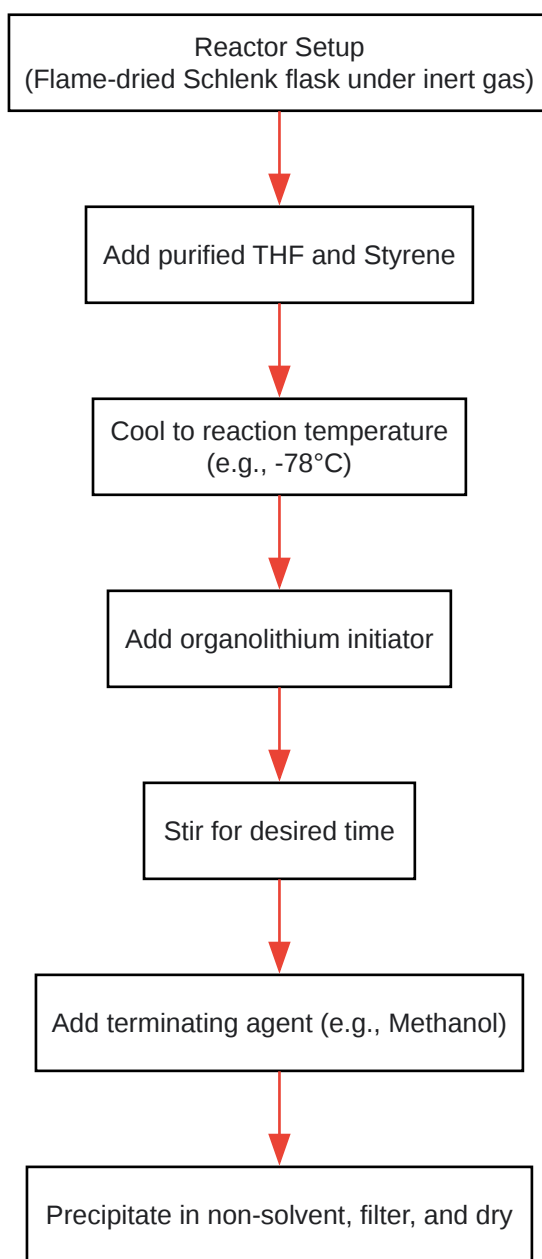 Reactor Setup
(Flame-dried Schlenk flask under inert gas)
Add purified THF and Styrene
Cool to reaction temperature
(e.g., -78°C)
Add organolithium initiator
Stir for desired time
Add terminating agent (e.g., Methanol)
Precipitate in non-solvent, filter, and dry